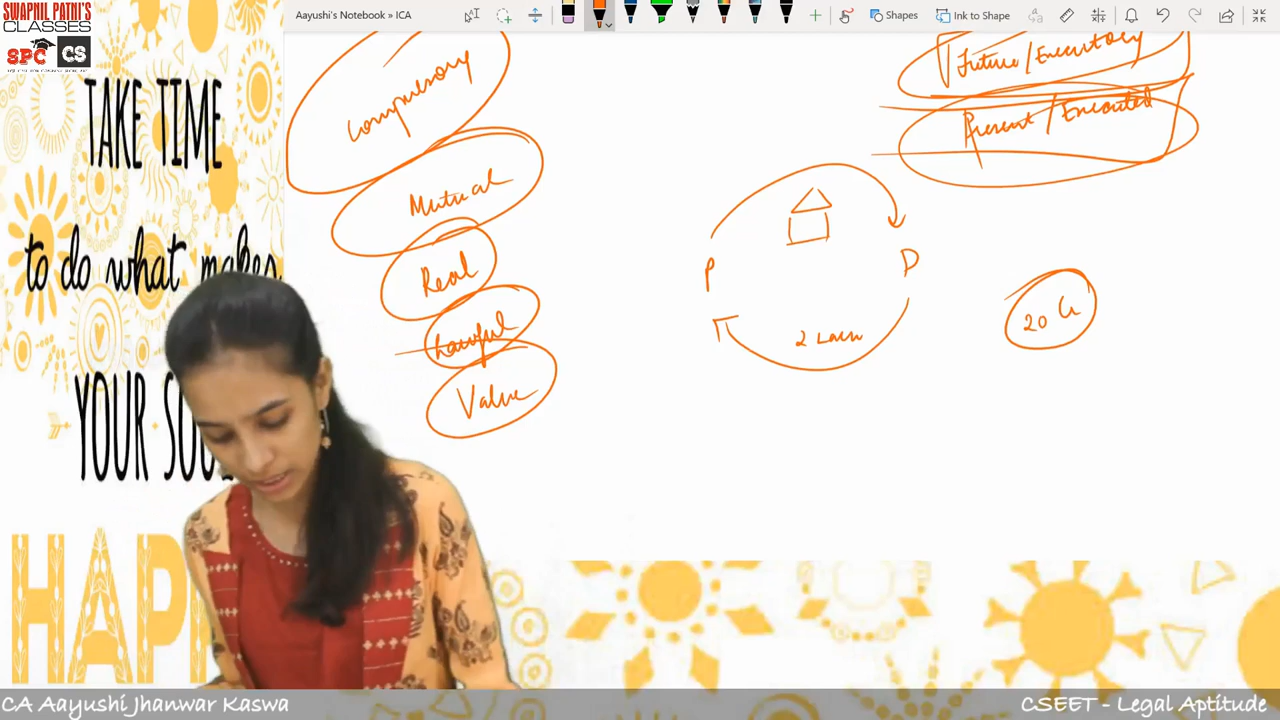 SWAPNIL PATNI'S
CLASSES
SPC CS
Aayushi's Notebook » ICA
Shapes
Ink to Shape
TAKE TIME
to do what makes
YOUR SOU
HAPP
Compulsory
Mutual
Real
Lawful
Value
Future / Executory
Present / Executed
P
D
2 Lacs
20 Cr
CA Aayushi Jhanwar Kaswa
CSEET - Legal Aptitude